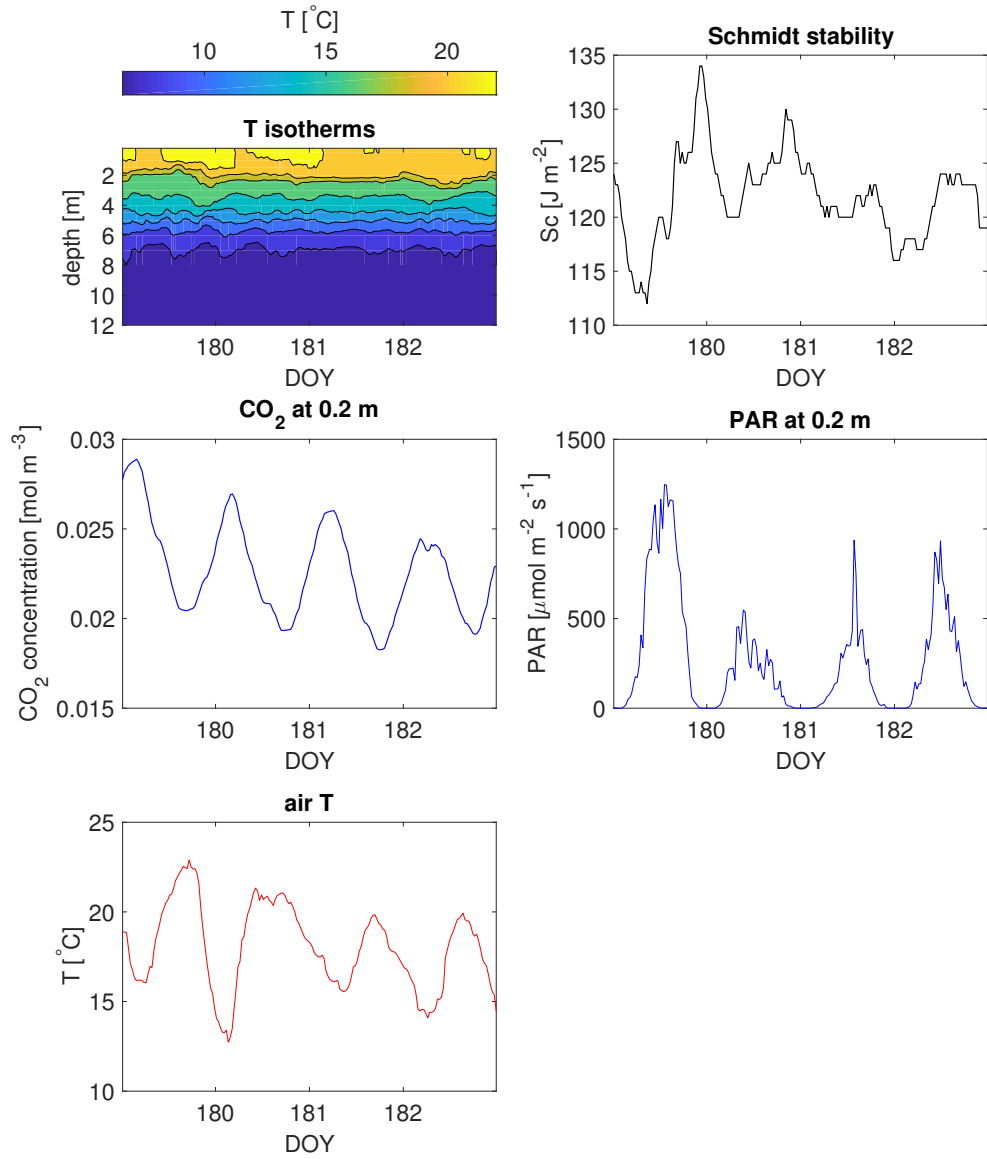 T [°C]
10 15 20
T isotherms
depth [m]
2
4
6
8
10
12
180 181 182
DOY
Schmidt stability
Sc [J m-2]
135
130
125
120
115
110
180 181 182
DOY
CO2 at 0.2 m
CO2 concentration [mol m-3]
0.03
0.025
0.02
0.015
180 181 182
DOY
PAR at 0.2 m
PAR [μmol m-2 s-1]
1500
1000
500
0
180 181 182
DOY
air T
T [°C]
25
20
15
10
180 181 182
DOY